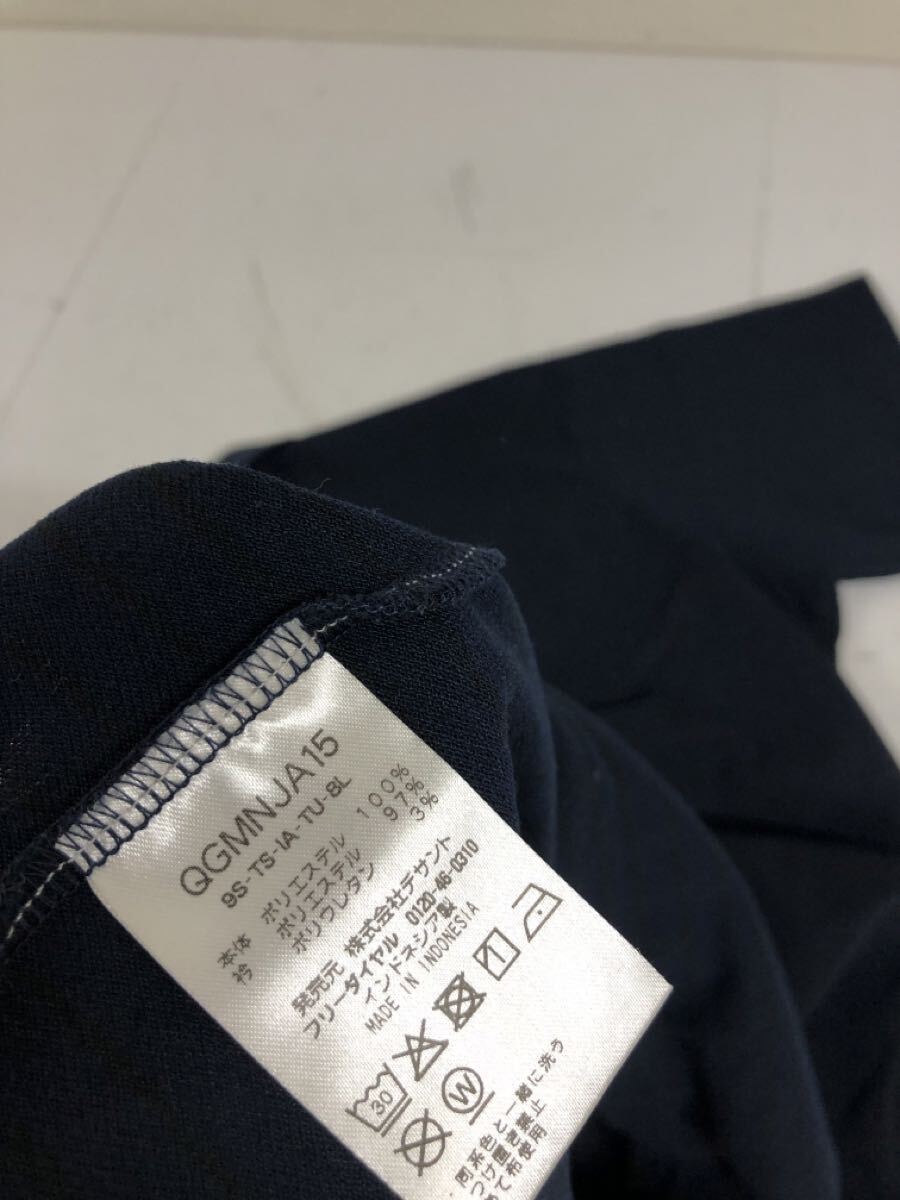 QGMNJA15
9S-TS-IA-TU-BL
本体 ポリエステル 100%
衿 ポリエステル 97%
ポリウレタン 3%
発売元 株式会社デサント
フリーダイヤル 0120-46-0310
インドネシア製
MADE IN INDONESIA
30
W
同系色と一緒に洗う
つけ置き禁止
あて布使用